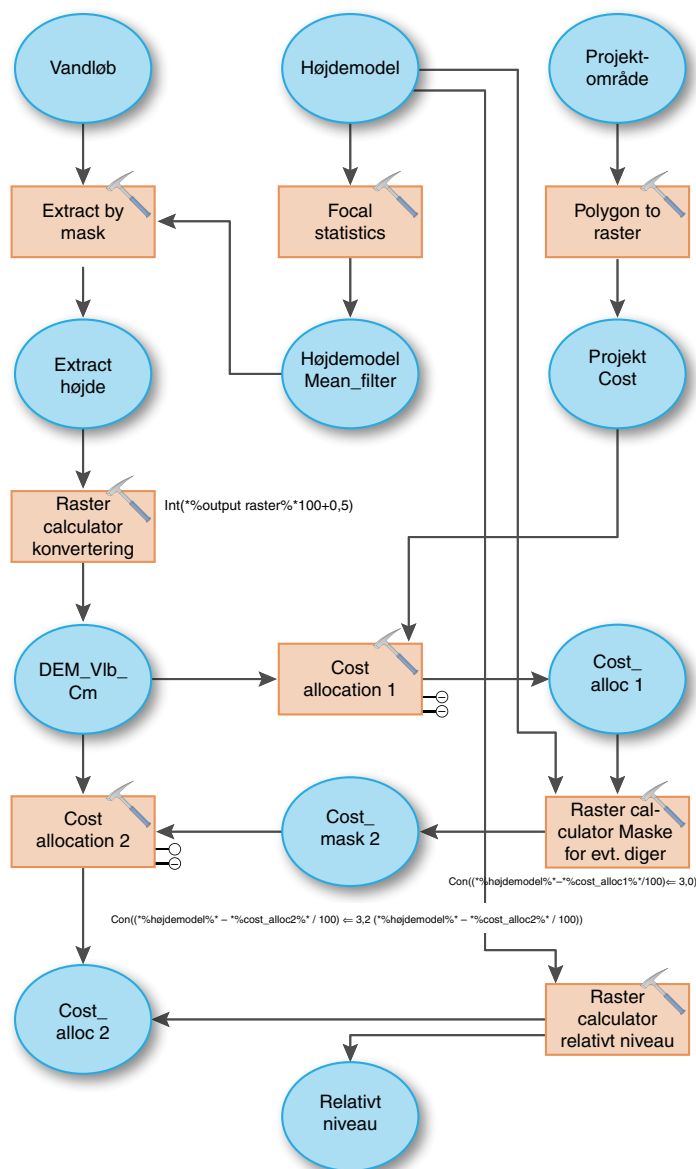 Vandløb
Højdemodel
Projekt-
område
Extract by
mask
Focal
statistics
Polygon to
raster
Extract
højde
Højdemodel
Mean_filter
Projekt
Cost
Raster
calculator
konvertering
Int(*%output raster%*100+0,5)
DEM_Vlb_
Cm
Cost
allocation 1
Cost_
alloc 1
Cost
allocation 2
Cost_
mask 2
Raster cal-
culator Maske
for evt. diger
Con((*%højdemodel%*–*%cost_alloc1%*/100)⇐ 3,0)
Con((*%højdemodel%* – *%cost_alloc2%* / 100) ⇐ 3,2 (*%højdemodel%* – *%cost_alloc2%* / 100))
Cost_
alloc 2
Raster
calculator
relativt niveau
Relativt
niveau